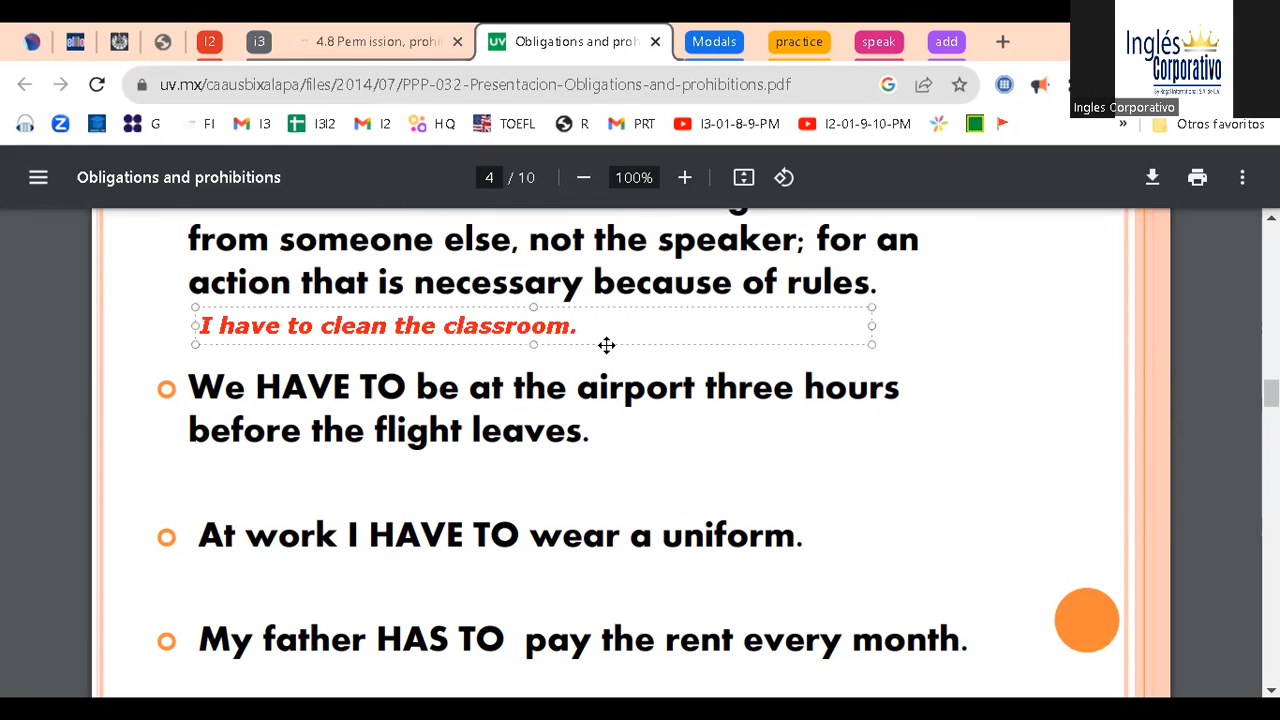 I2
i3
4.8 Permission, prohi
UV
Obligations and proh
Modals
practice
speak
add
Inglés
Corporativo
Ingles Corporativo
uv.mx/caausbixalapa/files/2014/07/PPP-032-Presentacion-Obligations-and-prohibitions.pdf
G
FI
I3
I3I2
I2
HQ
TOEFL
R
PRT
I3-01-8-9-PM
I2-01-9-10-PM
»
Otros favoritos
Obligations and prohibitions
4 / 10
100%
from someone else, not the speaker; for an
action that is necessary because of rules.
I have to clean the classroom.
We HAVE TO be at the airport three hours
before the flight leaves.
At work I HAVE TO wear a uniform.
My father HAS TO pay the rent every month.